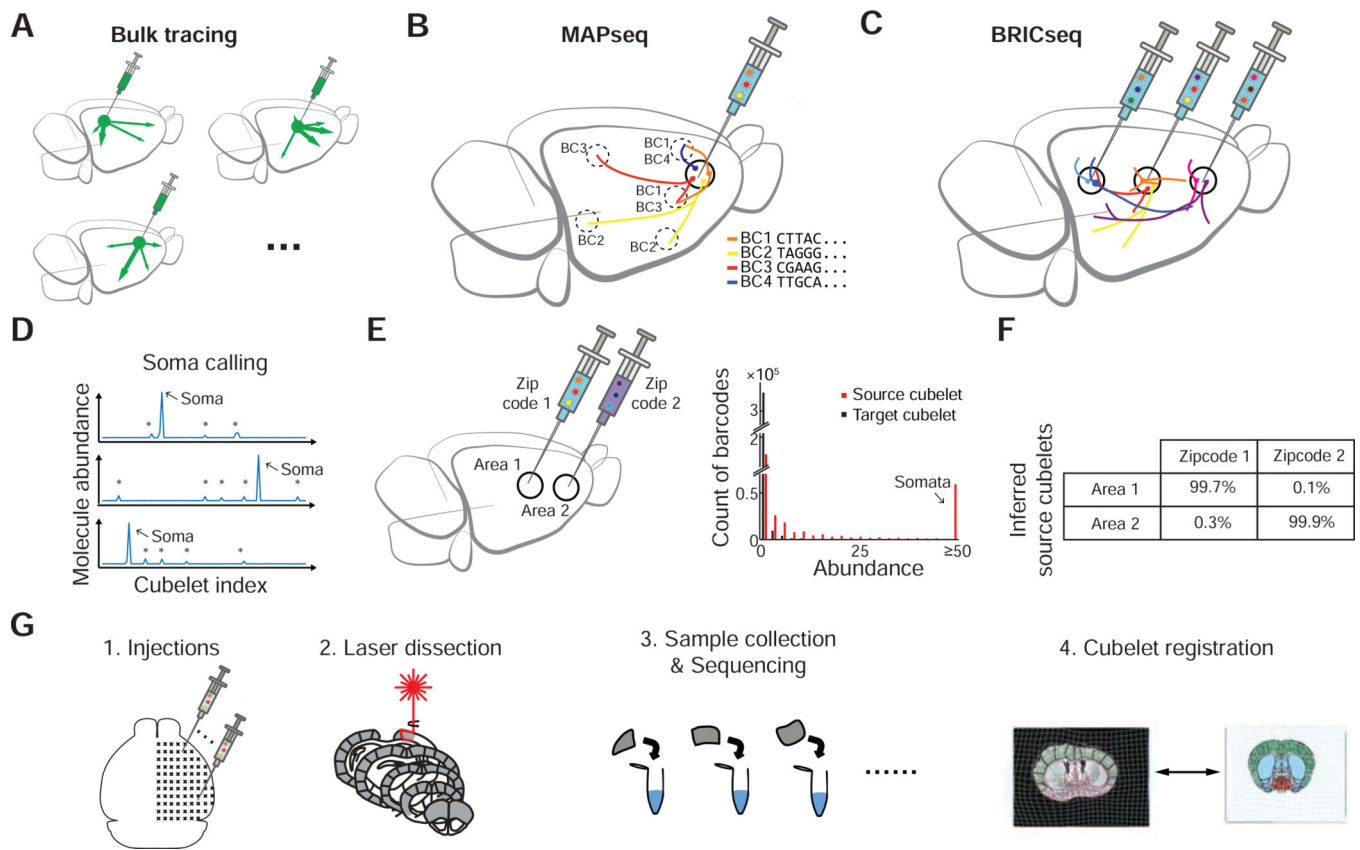 A
Bulk tracing
...
B
MAPseq
BC1
BC4
BC3
BC1
BC3
BC2
BC2
BC1 CTTAC...
BC2 TAGGG...
BC3 CGAAG...
BC4 TTGCA...
C
BRICseq
D
Soma calling
Molecule abundance
Soma
* * *
Soma
* * * * *
Soma
* * * *
Cubelet index
E
Zip
code 1
Zip
code 2
Area 1
Area 2
×10⁵
Count of barcodes
3
2
0.5
0
Source cubelet
Target cubelet
Somata
0 25 ≥50
Abundance
F
Inferred
source cubelets
Zipcode 1 Zipcode 2
Area 1 99.7% 0.1%
Area 2 0.3% 99.9%
G
1. Injections
2. Laser dissection
3. Sample collection
& Sequencing
......
4. Cubelet registration